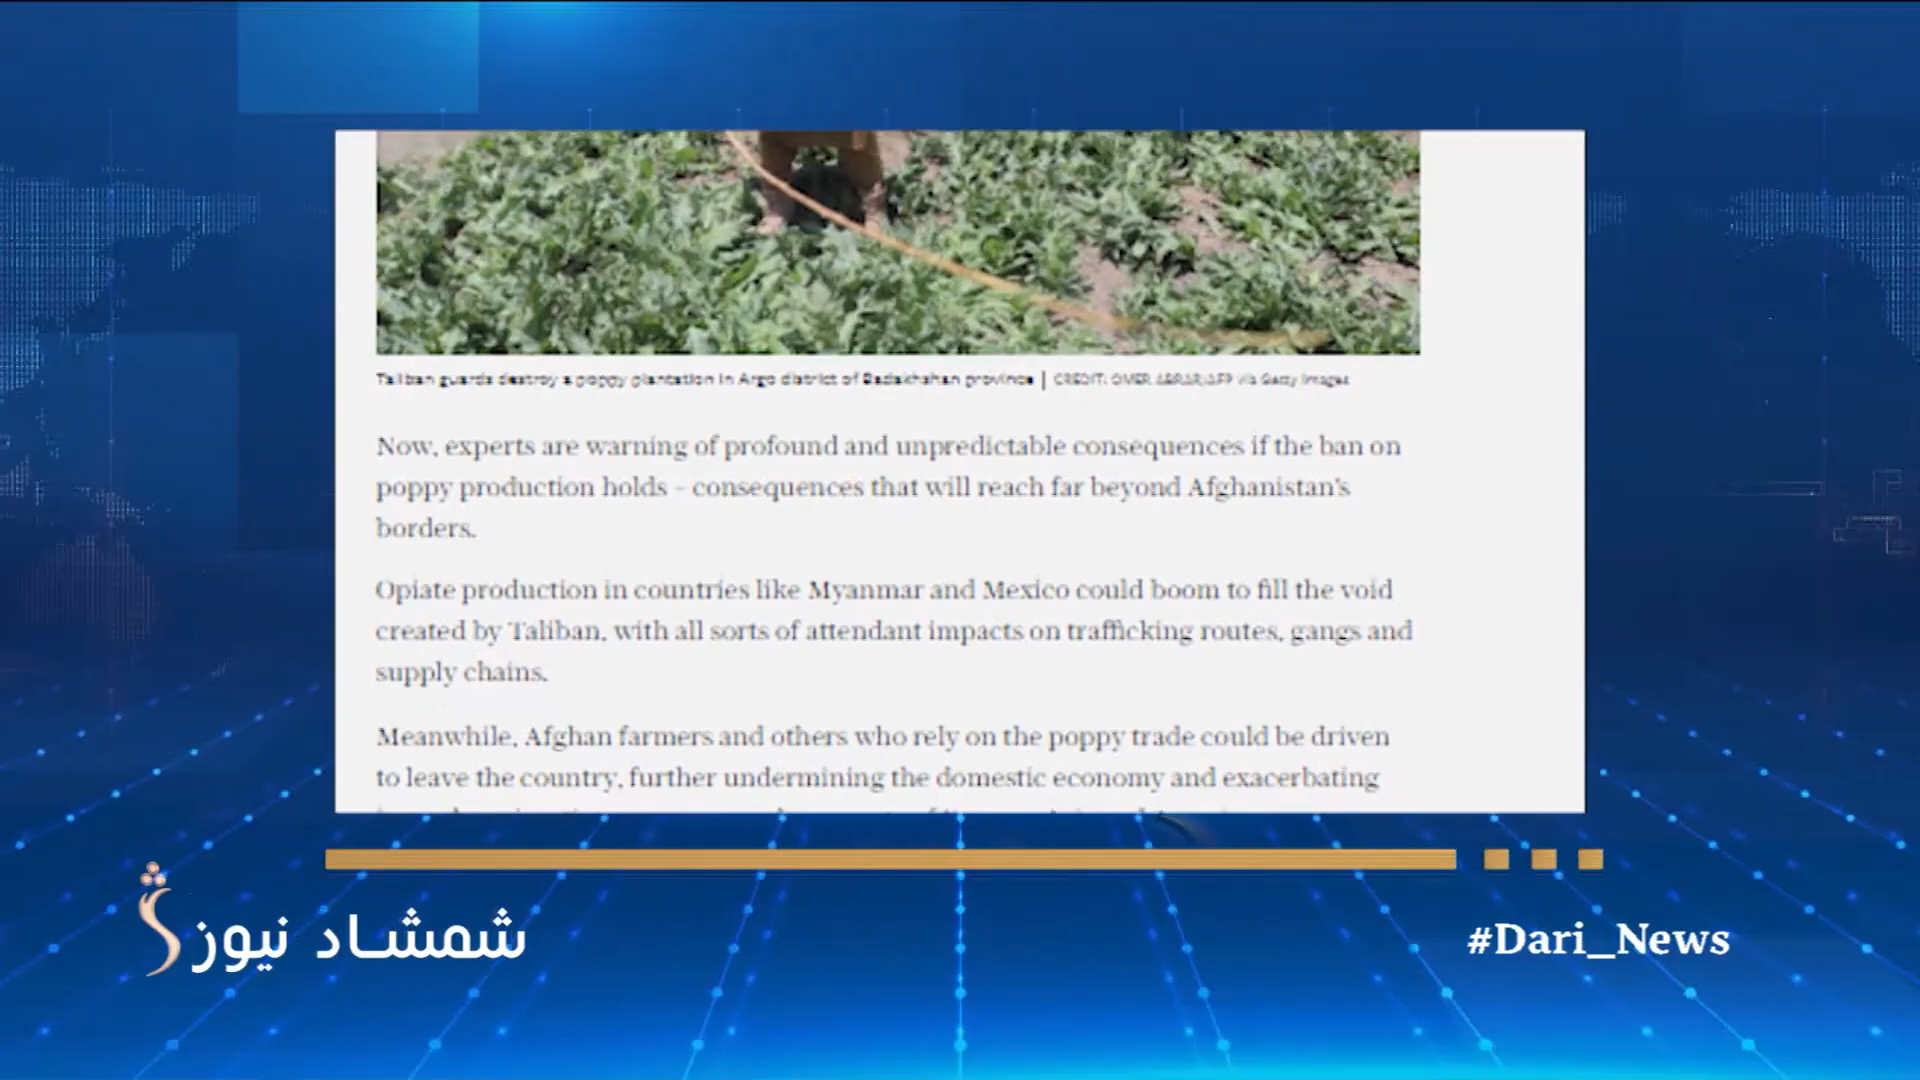 Taliban guards destroy a poppy plantation in Argo district of Badakhshan province | CREDIT: OMER ABRAR/AFP via Getty Images
Now, experts are warning of profound and unpredictable consequences if the ban on
poppy production holds – consequences that will reach far beyond Afghanistan's
borders.
Opiate production in countries like Myanmar and Mexico could boom to fill the void
created by Taliban, with all sorts of attendant impacts on trafficking routes, gangs and
supply chains.
Meanwhile, Afghan farmers and others who rely on the poppy trade could be driven
to leave the country, further undermining the domestic economy and exacerbating
شمشاد نیوز
#Dari_News